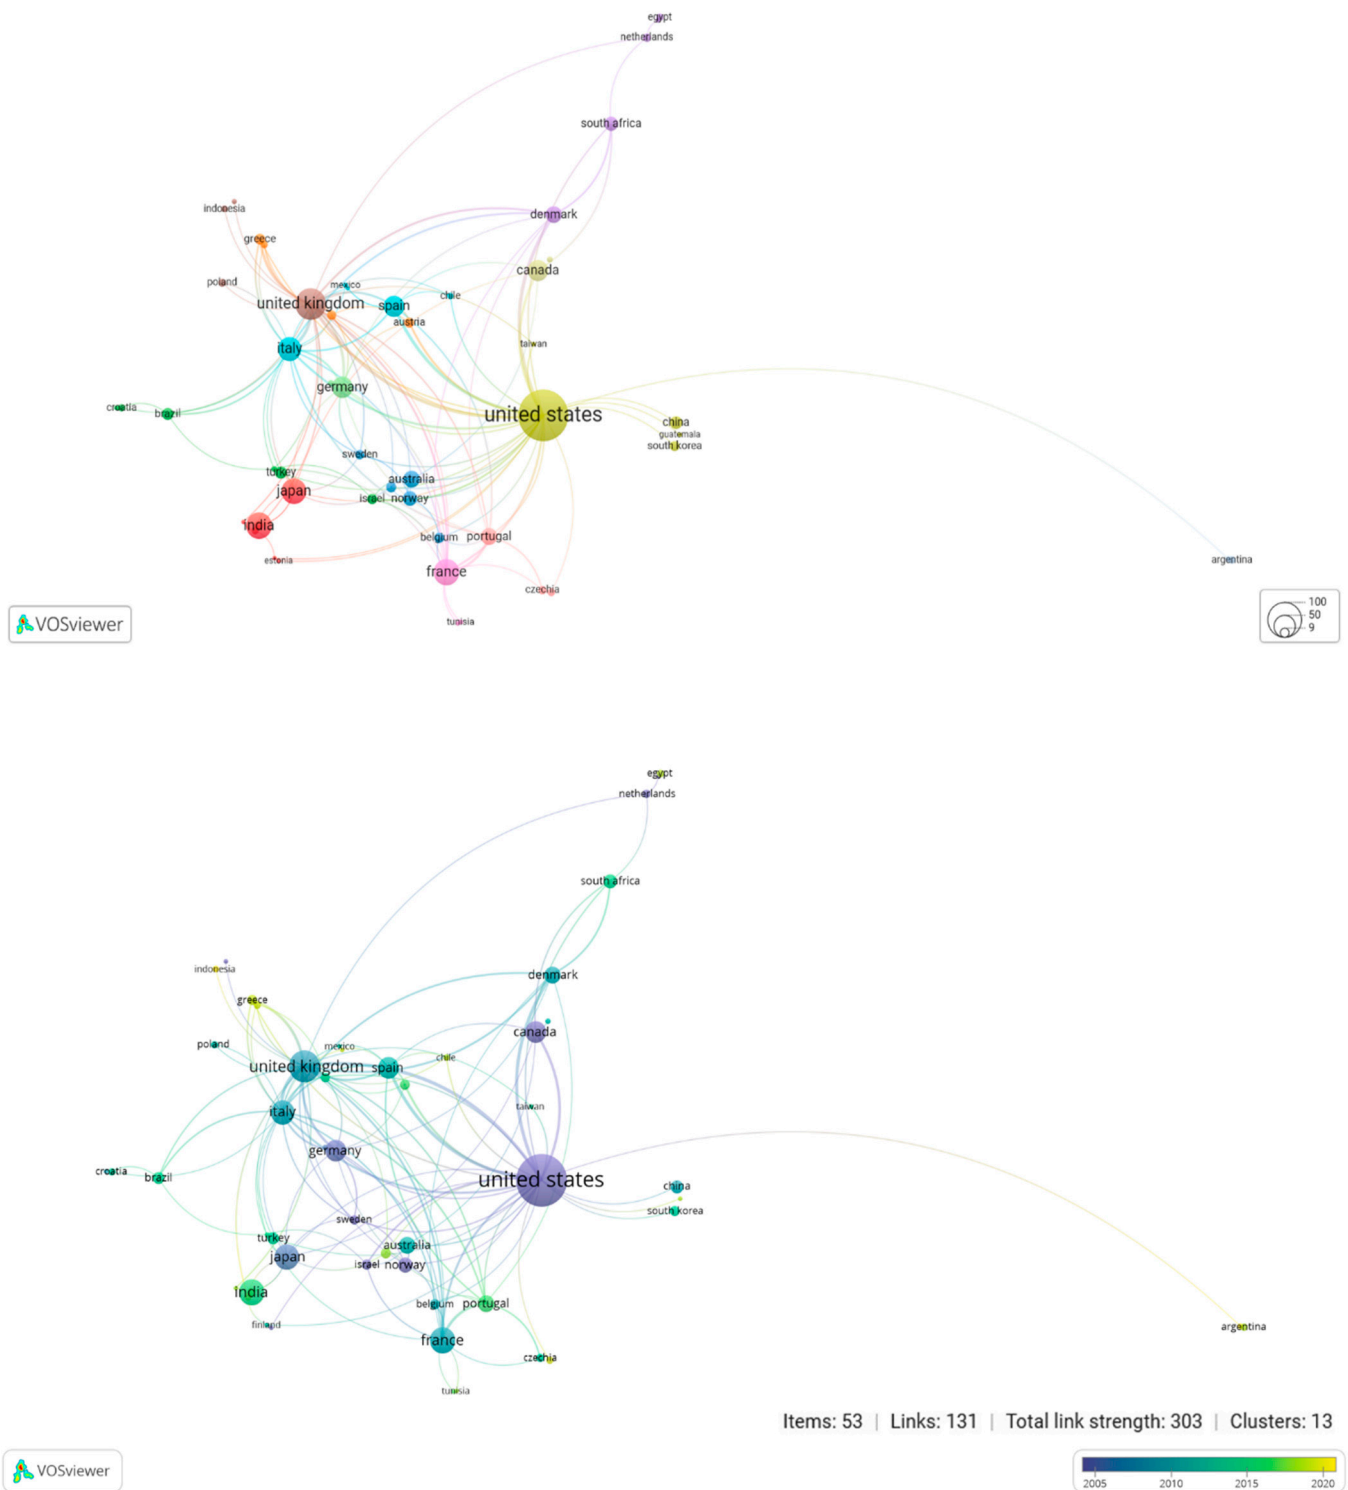 egypt
netherlands
south africa
indonesia
denmark
greece
canada
poland
mexico
chile
united kingdom
spain
austria
taiwan
italy
germany
croatia
brazil
united states
china
guatemala
south korea
sweden
turkey
australia
japan
israel norway
india
belgium
portugal
estonia
france
argentina
czechia
tunisia
VOSviewer
100
50
9
egypt
netherlands
south africa
indonesia
denmark
greece
canada
poland
mexico
chile
united kingdom
spain
taiwan
italy
germany
croatia
brazil
united states
china
south korea
sweden
turkey
australia
japan
israel norway
india
belgium
portugal
finland
france
argentina
czechia
tunisia
Items: 53 | Links: 131 | Total link strength: 303 | Clusters: 13
VOSviewer
2005 2010 2015 2020